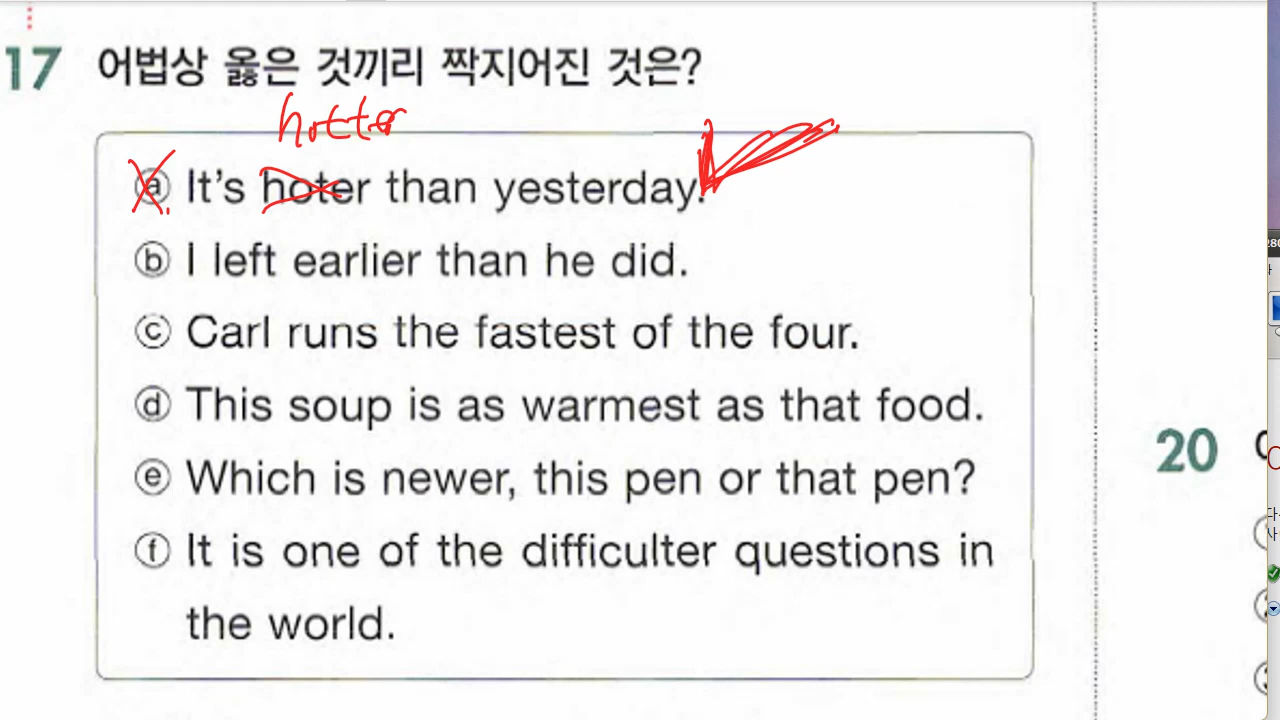 17 어법상 옳은 것끼리 짝지어진 것은?
hotter
ⓐ It's hoter than yesterday.
ⓑ I left earlier than he did.
ⓒ Carl runs the fastest of the four.
ⓓ This soup is as warmest as that food.
ⓔ Which is newer, this pen or that pen?
ⓕ It is one of the difficulter questions in
the world.
20